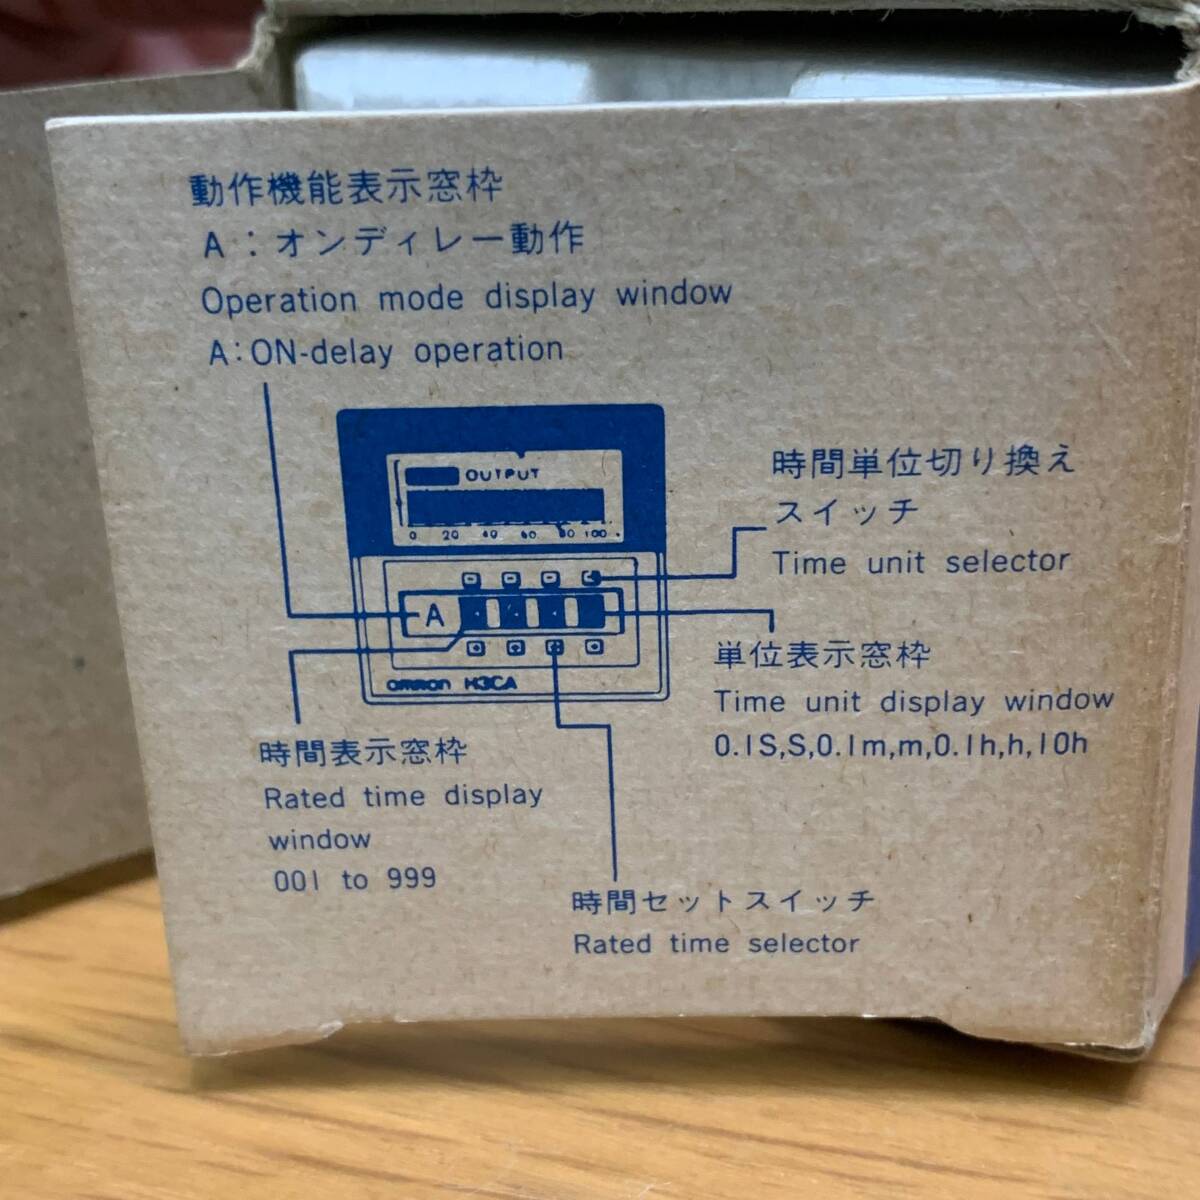 動作機能表示窓枠
A：オンディレー動作
Operation mode display window
A:ON-delay operation
OUTPUT
0 20 40 60 80 100
A
omron H3CA
時間単位切り換え
スイッチ
Time unit selector
単位表示窓枠
Time unit display window
0.1S,S,0.1m,m,0.1h,h,10h
時間表示窓枠
Rated time display
window
001 to 999
時間セットスイッチ
Rated time selector